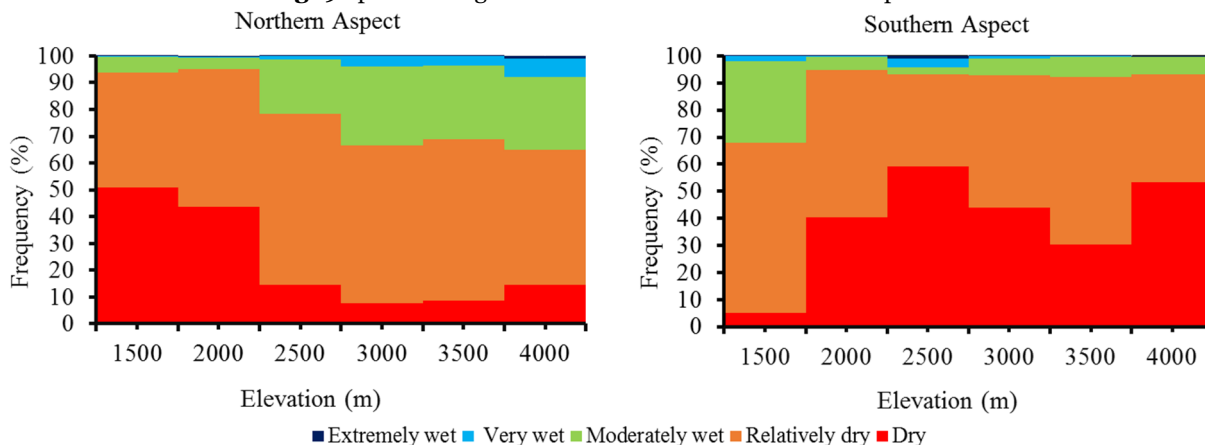 Northern Aspect
Southern Aspect
Frequency (%)
100
90
80
70
60
50
40
30
20
10
0
1500 2000 2500 3000 3500 4000
Elevation (m)
Frequency (%)
100
90
80
70
60
50
40
30
20
10
0
1500 2000 2500 3000 3500 4000
Elevation (m)
Extremely wet Very wet Moderately wet Relatively dry Dry